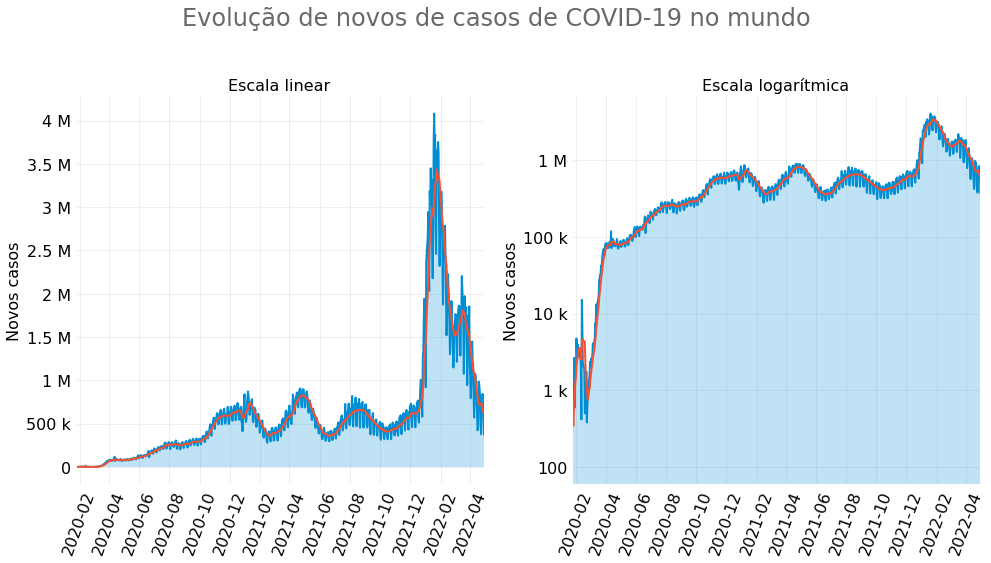 Evolução de novos de casos de COVID-19 no mundo
Escala linear
Novos casos
4 M
3.5 M
3 M
2.5 M
2 M
1.5 M
1 M
500 k
0
2020-02
2020-04
2020-06
2020-08
2020-10
2020-12
2021-02
2021-04
2021-06
2021-08
2021-10
2021-12
2022-02
2022-04
Escala logarítmica
Novos casos
1 M
100 k
10 k
1 k
100
2020-02
2020-04
2020-06
2020-08
2020-10
2020-12
2021-02
2021-04
2021-06
2021-08
2021-10
2021-12
2022-02
2022-04